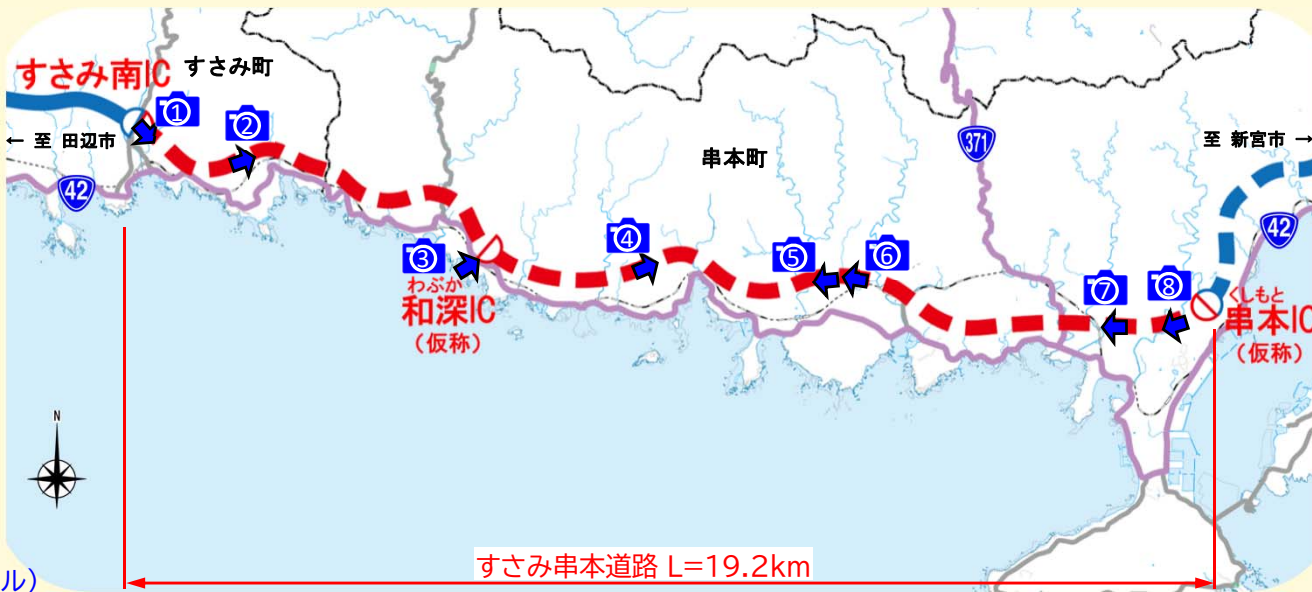 すさみ南IC
すさみ町
①
②
← 至 田辺市
42
串本町
371
至 新宮市 →
42
③
④
⑤
⑥
⑦
⑧
わぶか
和深IC
(仮称)
くしもと
串本IC
(仮称)
N
すさみ串本道路 L=19.2km
ル)